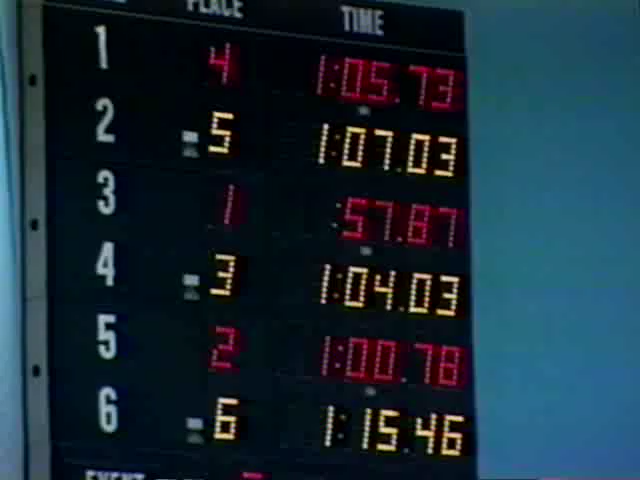 PLACE TIME
1 4 1:05.73
2 5 1:07.03
3 1 :57.87
4 3 1:04.03
5 2 1:00.78
6 6 1:15.46
EVENT